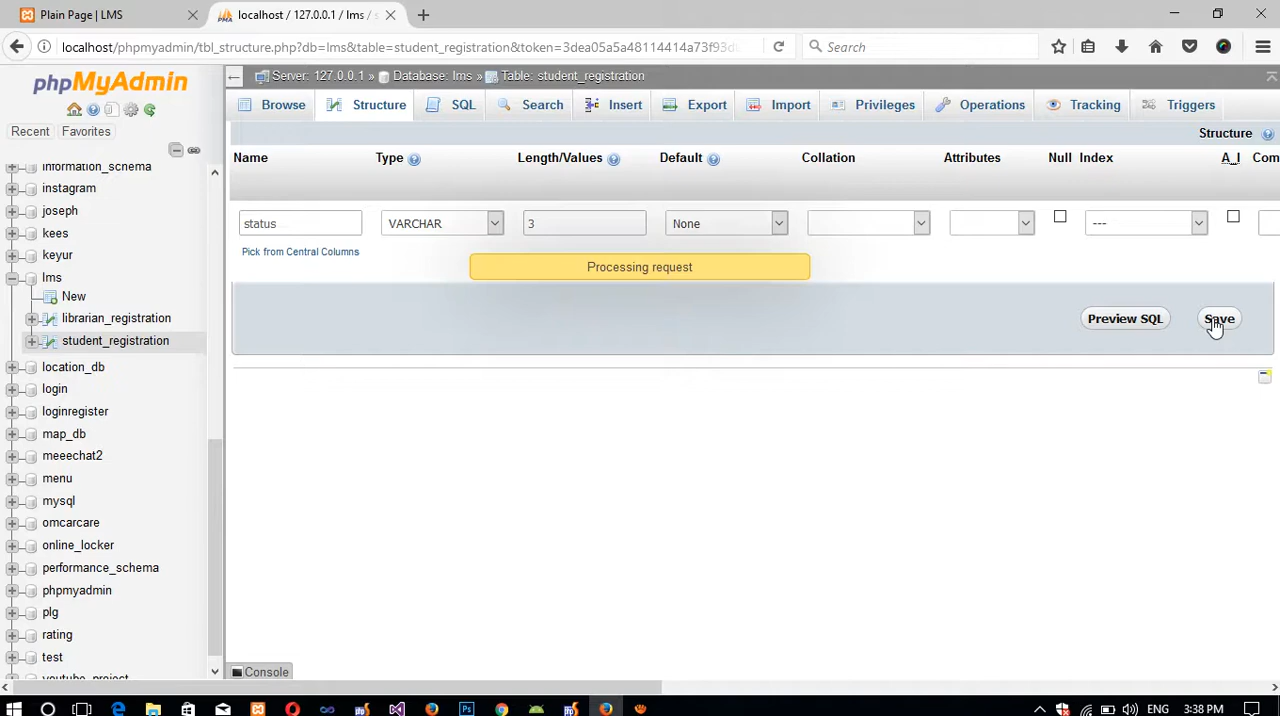 Plain Page | LMS
localhost / 127.0.0.1 / lms / s
localhost/phpmyadmin/tbl_structure.php?db=lms&table=student_registration&token=3dea05a5a48114414a73f93d
Search
phpMyAdmin
Recent
Favorites
information_schema
instagram
joseph
kees
keyur
lms
New
librarian_registration
student_registration
location_db
login
loginregister
map_db
meeechat2
menu
mysql
omcarcare
online_locker
performance_schema
phpmyadmin
plg
rating
test
youtube_project
Server: 127.0.0.1 » Database: lms » Table: student_registration
Browse Structure SQL Search Insert Export Import Privileges Operations Tracking Triggers
Structure
Name Type Length/Values Default Collation Attributes Null Index A_I Com
status VARCHAR 3 None ---
Pick from Central Columns
Processing request
Preview SQL Save
Console
ENG 3:38 PM